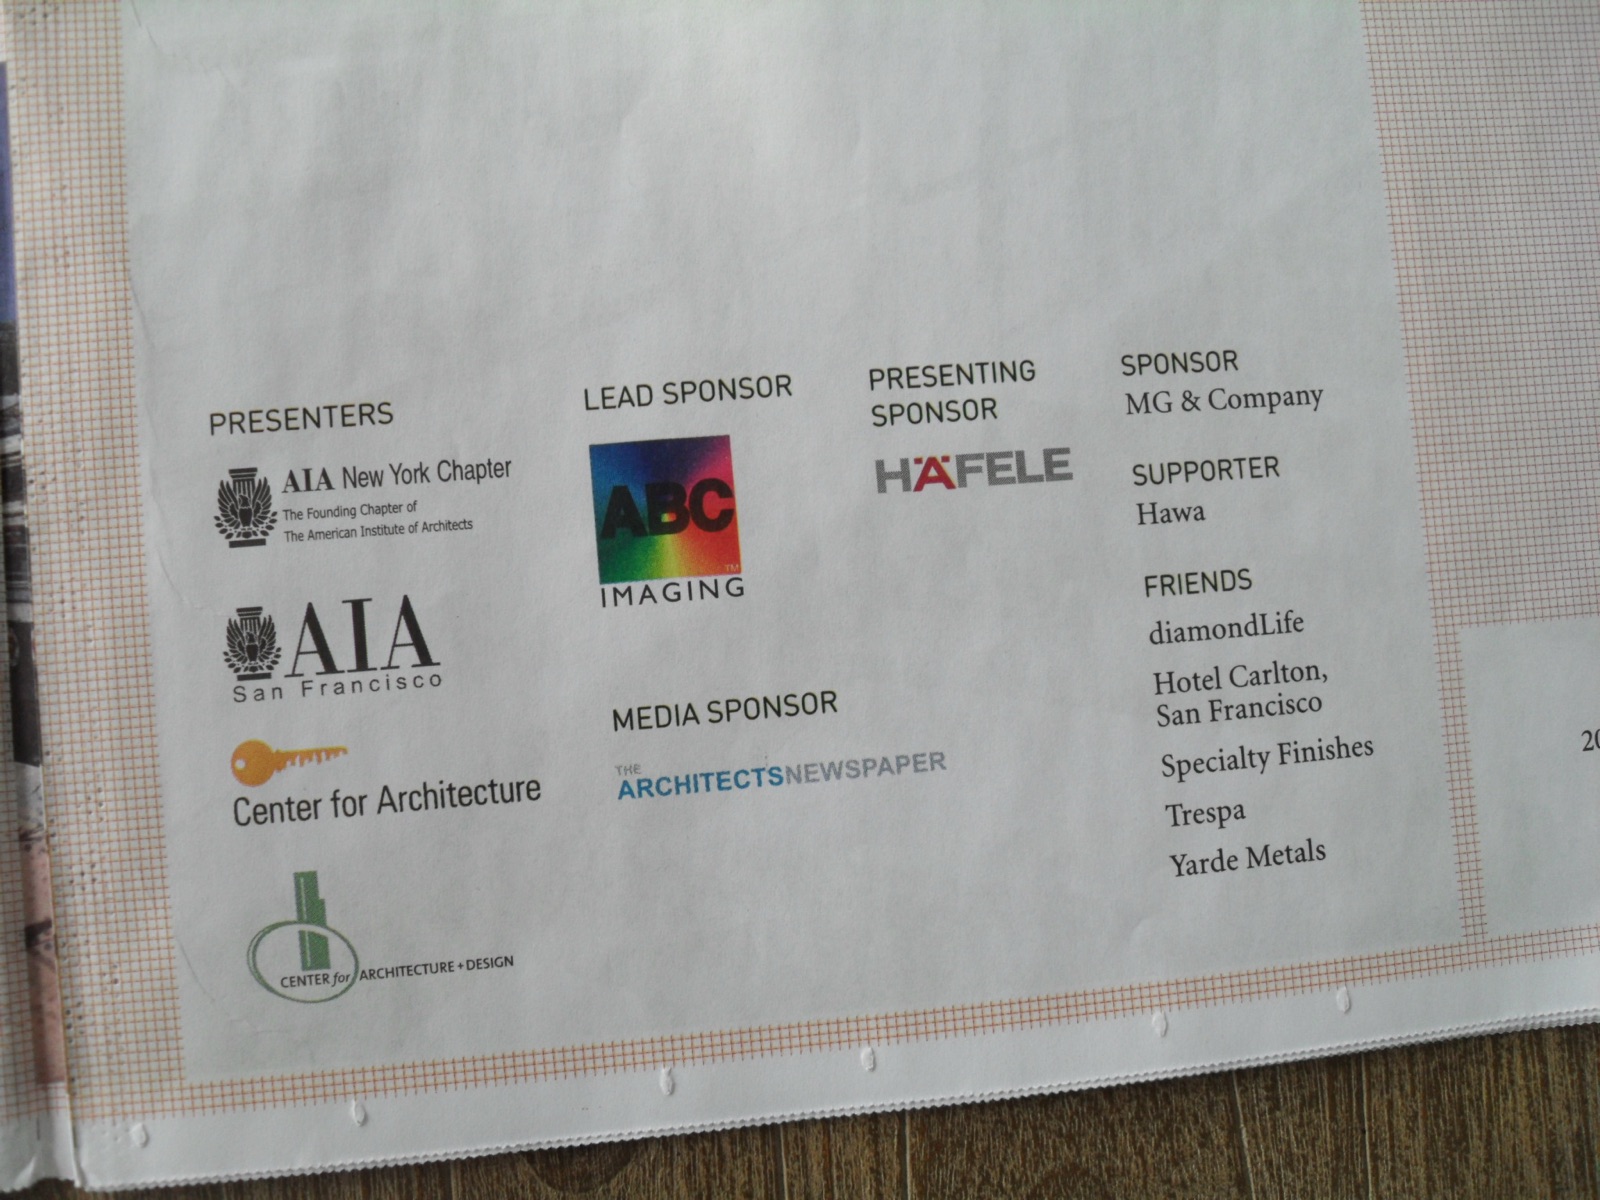 PRESENTERS
AIA New York Chapter
The Founding Chapter of
The American Institute of Architects
AIA
San Francisco
Center for Architecture
CENTER for ARCHITECTURE + DESIGN
LEAD SPONSOR
ABC
TM
IMAGING
MEDIA SPONSOR
THE
ARCHITECTSNEWSPAPER
PRESENTING
SPONSOR
HÄFELE
SPONSOR
MG & Company
SUPPORTER
Hawa
FRIENDS
diamondLife
Hotel Carlton,
San Francisco
Specialty Finishes
Trespa
Yarde Metals